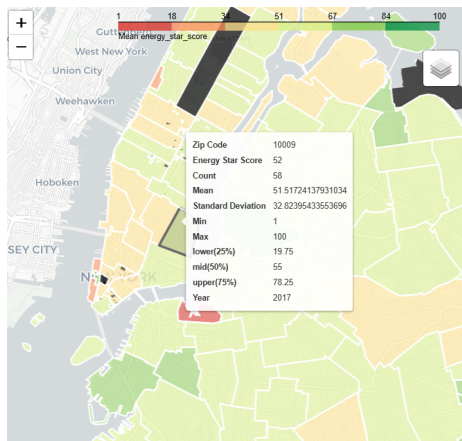 +
−
1 18 34 51 67 84 100
Mean energy_star_score
West New York
Union City
Weehawken
Hoboken
SEY CITY
Zip Code 10009
Energy Star Score 52
Count 58
Mean 51.51724137931034
Standard Deviation 32.82395433553696
Min 1
Max 100
lower(25%) 19.75
mid(50%) 55
upper(75%) 78.25
Year 2017